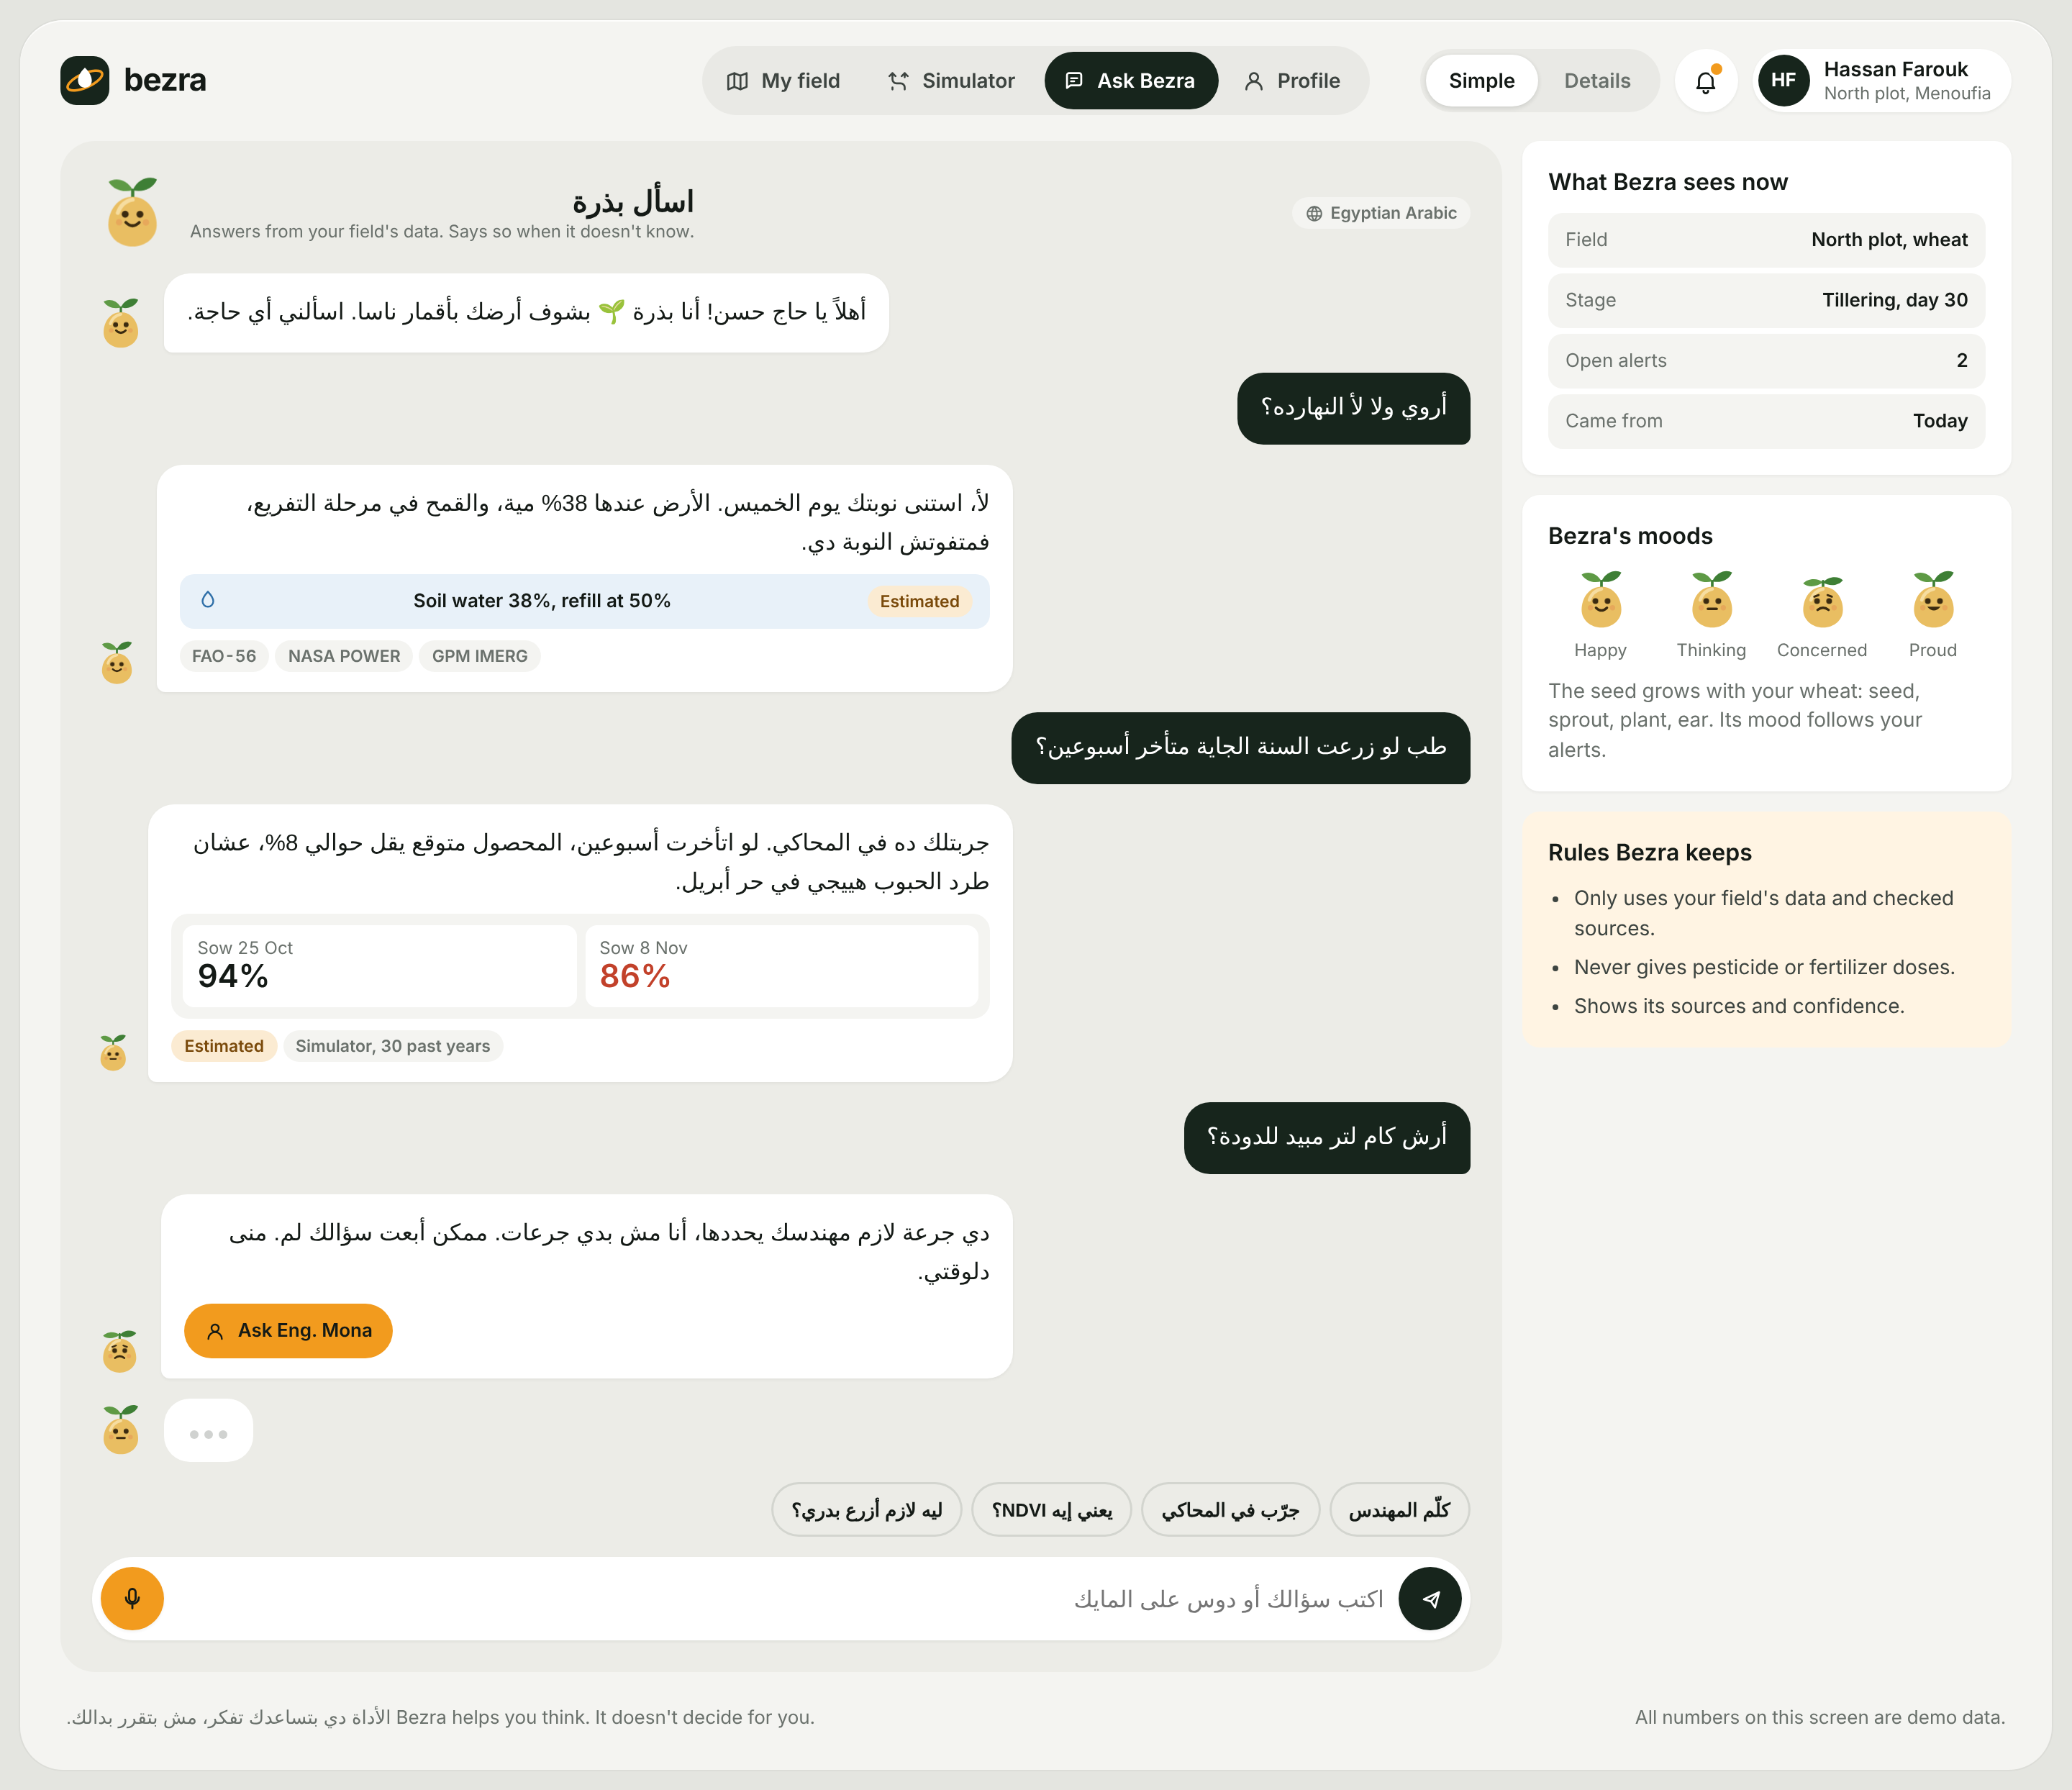 bezra
My field
Simulator
Ask Bezra
Profile
Simple
Details
HF
Hassan Farouk
North plot, Menoufia
اسأل بذرة
Answers from your field's data. Says so when it doesn't know.
Egyptian Arabic
أهلاً يا حاج حسن! أنا بذرة 🌱 بشوف أرضك بأقمار ناسا. اسألني أي حاجة.
أروي ولا لأ النهارده؟
لأ، استنى نوبتك يوم الخميس. الأرض عندها 38% مية، والقمح في مرحلة التفريع،
فمتفوتش النوبة دي.
Soil water 38%, refill at 50%
Estimated
FAO-56
NASA POWER
GPM IMERG
طب لو زرعت السنة الجاية متأخر أسبوعين؟
جربتلك ده في المحاكي. لو اتأخرت أسبوعين، المحصول متوقع يقل حوالي 8%، عشان
طرد الحبوب هييجي في حر أبريل.
Sow 25 Oct
94%
Sow 8 Nov
86%
Estimated
Simulator, 30 past years
أرش كام لتر مبيد للدودة؟
دي جرعة لازم مهندسك يحددها، أنا مش بدي جرعات. ممكن أبعت سؤالك لم. منى
دلوقتي.
Ask Eng. Mona
كلّم المهندس
جرّب في المحاكي
يعني إيه NDVI؟
ليه لازم أزرع بدري؟
اكتب سؤالك أو دوس على المايك
What Bezra sees now
Field
North plot, wheat
Stage
Tillering, day 30
Open alerts
2
Came from
Today
Bezra's moods
Happy
Thinking
Concerned
Proud
The seed grows with your wheat: seed,
sprout, plant, ear. Its mood follows your
alerts.
Rules Bezra keeps
• Only uses your field's data and checked
sources.
• Never gives pesticide or fertilizer doses.
• Shows its sources and confidence.
الأداة دي بتساعدك تفكر، مش بتقرر بدالك. Bezra helps you think. It doesn't decide for you.
All numbers on this screen are demo data.